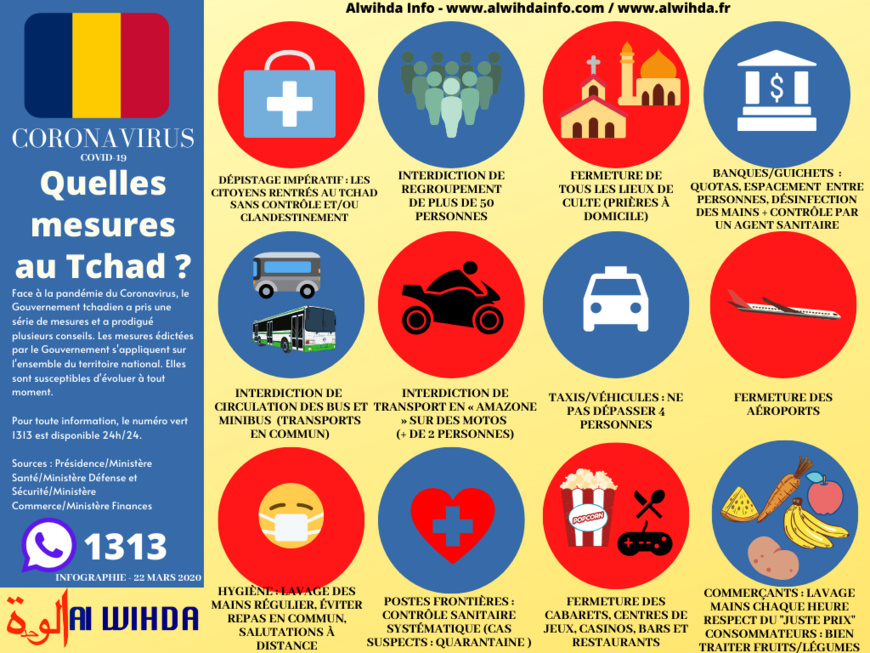 Alwihda Info - www.alwihdainfo.com / www.alwihda.fr
CORONAVIRUS
COVID-19
Quelles
mesures
au Tchad ?
Face à la pandémie du Coronavirus, le
Gouvernement tchadien a pris une
série de mesures et a prodigué
plusieurs conseils. Les mesures édictées
par le Gouvernement s'appliquent sur
l'ensemble du territoire national. Elles
sont susceptibles d'évoluer à tout
moment.
Pour toute information, le numéro vert
1313 est disponible 24h/24.
Sources : Présidence/Ministère
Santé/Ministère Défense et
Sécurité/Ministère
Commerce/Ministère Finances
1313
INFOGRAPHIE - 22 MARS 2020
الوحدة
Al WIHDA
DÉPISTAGE IMPÉRATIF : LES
CITOYENS RENTRÉS AU TCHAD
SANS CONTRÔLE ET/OU
CLANDESTINEMENT
INTERDICTION DE
REGROUPEMENT
DE PLUS DE 50
PERSONNES
FERMETURE DE
TOUS LES LIEUX DE
CULTE (PRIÈRES À
DOMICILE)
$
BANQUES/GUICHETS :
QUOTAS, ESPACEMENT ENTRE
PERSONNES, DÉSINFECTION
DES MAINS + CONTRÔLE PAR
UN AGENT SANITAIRE
INTERDICTION DE
CIRCULATION DES BUS ET
MINIBUS (TRANSPORTS
EN COMMUN)
INTERDICTION DE
TRANSPORT EN « AMAZONE
» SUR DES MOTOS
(+ DE 2 PERSONNES)
TAXIS/VÉHICULES : NE
PAS DÉPASSER 4
PERSONNES
FERMETURE DES
AÉROPORTS
HYGIÈNE : LAVAGE DES
MAINS RÉGULIER, ÉVITER
REPAS EN COMMUN,
SALUTATIONS À
DISTANCE
POSTES FRONTIÈRES :
CONTRÔLE SANITAIRE
SYSTÉMATIQUE (CAS
SUSPECTS : QUARANTAINE )
POPCORN
FERMETURE DES
CABARETS, CENTRES DE
JEUX, CASINOS, BARS ET
RESTAURANTS
COMMERÇANTS : LAVAGE
MAINS CHAQUE HEURE
RESPECT DU "JUSTE PRIX"
CONSOMMATEURS : BIEN
TRAITER FRUITS/LÉGUMES